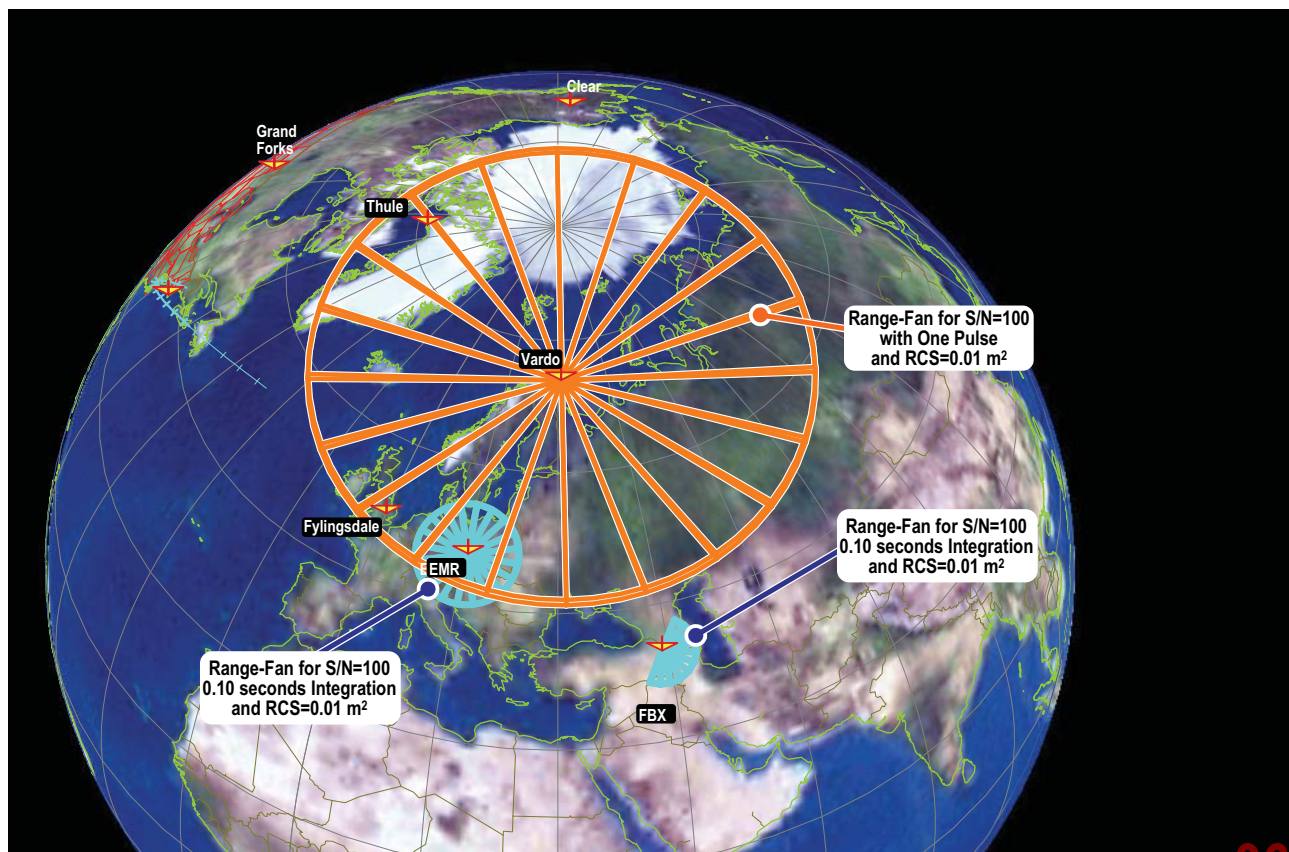 Clear
Grand
Forks
Thule
Vardo
Range-Fan for S/N=100
with One Pulse
and RCS=0.01 m²
Fylingsdale
EMR
Range-Fan for S/N=100
0.10 seconds Integration
and RCS=0.01 m²
Range-Fan for S/N=100
0.10 seconds Integration
and RCS=0.01 m²
FBX